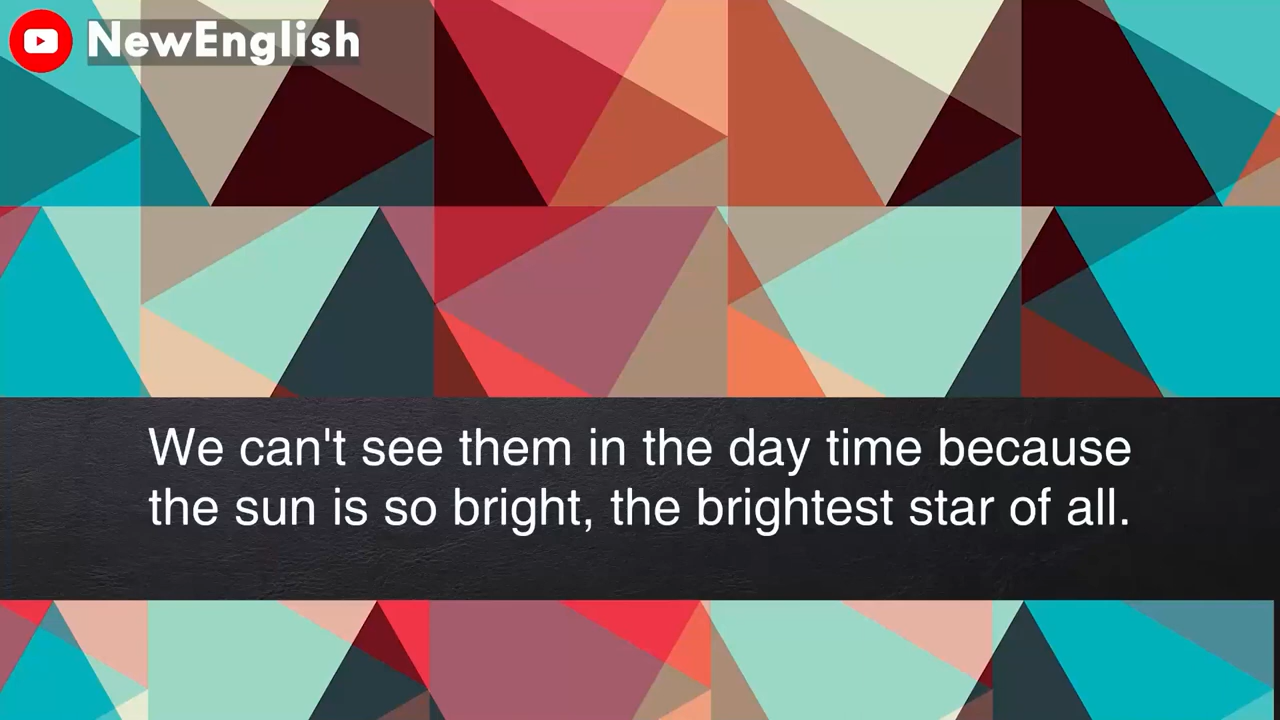 NewEnglish
We can't see them in the day time because
the sun is so bright, the brightest star of all.